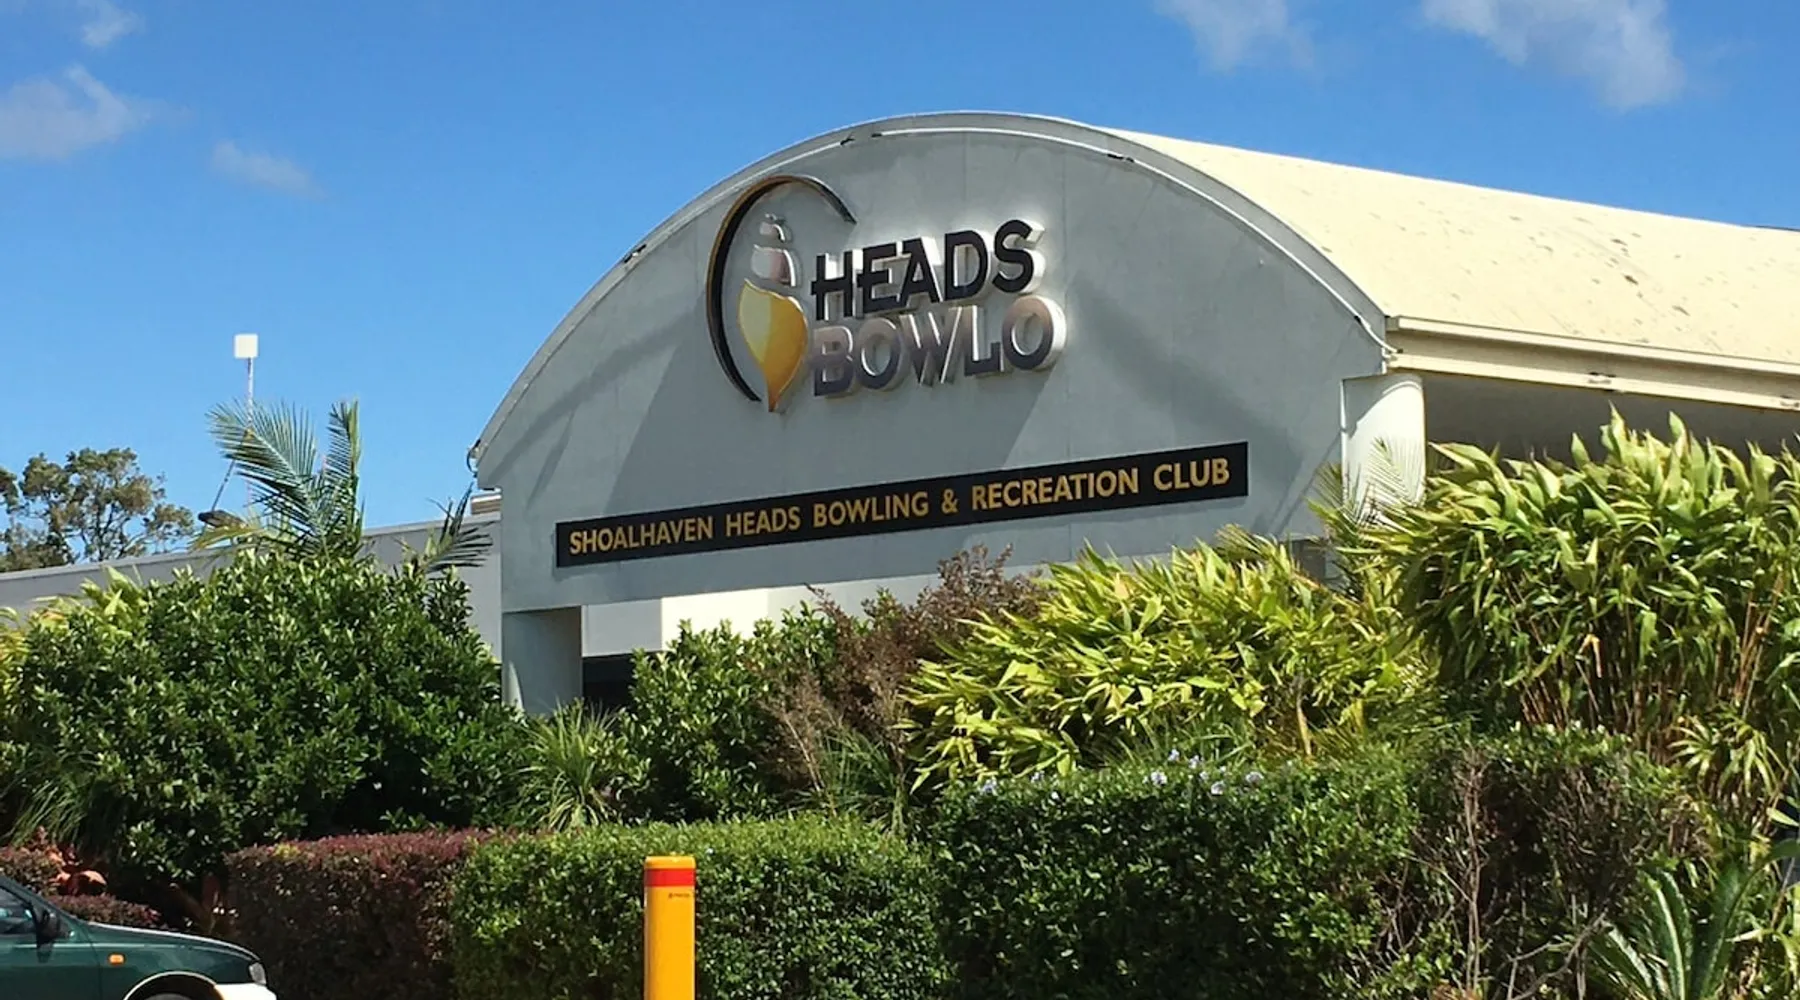 HEADS
BOWLO
SHOALHAVEN HEADS BOWLING & RECREATION CLUB